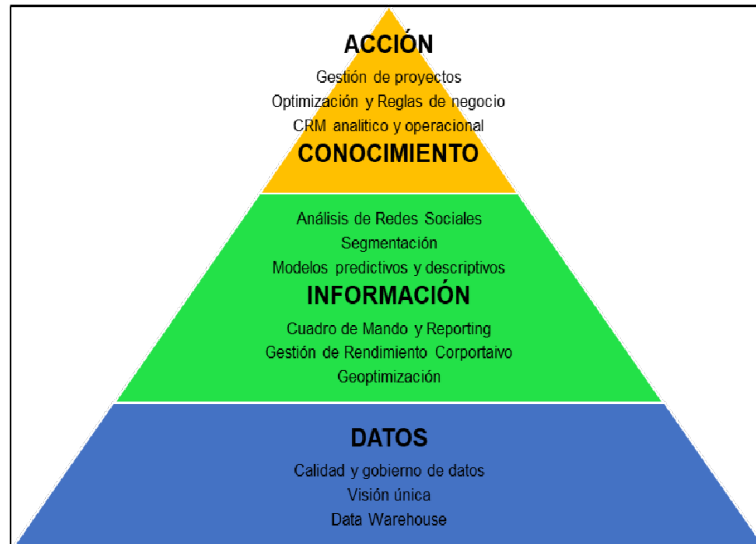 ACCIÓN
Gestión de proyectos
Optimización y Reglas de negocio
CRM analitico y operacional
CONOCIMIENTO
Análisis de Redes Sociales
Segmentación
Modelos predictivos y descriptivos
INFORMACIÓN
Cuadro de Mando y Reporting
Gestión de Rendimiento Corportaivo
Geoptimización
DATOS
Calidad y gobierno de datos
Visión única
Data Warehouse